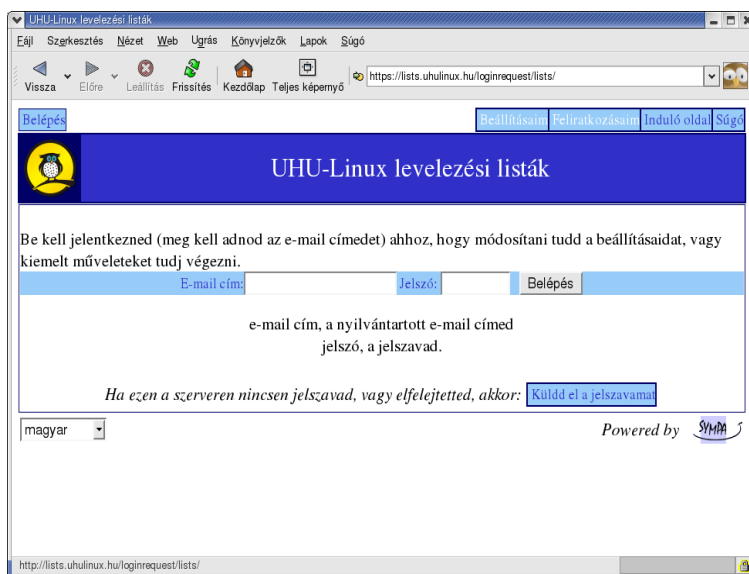 UHU-Linux levelezési listák
Fájl Szerkesztés Nézet Web Ugrás Könyvjelzők Lapok Súgó
Vissza Előre Leállítás Frissítés Kezdőlap Teljes képernyő https://lists.uhulinux.hu/loginrequest/lists/
Belépés Beállításaim Feliratkozásaim Induló oldal Súgó
UHU-Linux levelezési listák
Be kell jelentkezned (meg kell adnod az e-mail címedet) ahhoz, hogy módosítani tudd a beállításaidat, vagy
kiemelt műveleteket tudj végezni.
E-mail cím: Jelszó: Belépés
e-mail cím, a nyilvántartott e-mail címed
jelszó, a jelszavad.
Ha ezen a szerveren nincsen jelszavad, vagy elfelejtetted, akkor: Küldd el a jelszavamat
magyar Powered by SYMPA
http://lists.uhulinux.hu/loginrequest/lists/